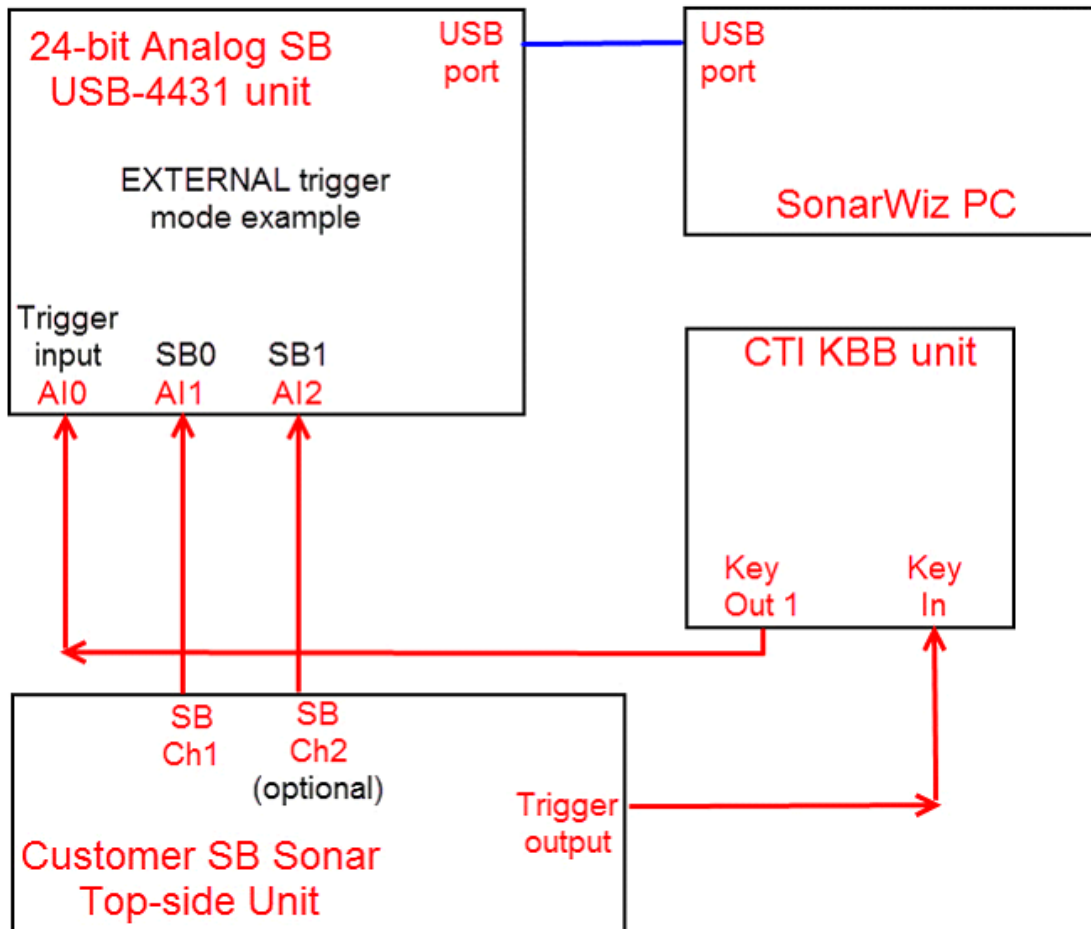 24-bit Analog SB
USB-4431 unit
USB
port
EXTERNAL trigger
mode example
Trigger
input
AI0
SB0
AI1
SB1
AI2
USB
port
SonarWiz PC
CTI KBB unit
Key
Out 1
Key
In
SB
Ch1
SB
Ch2
(optional)
Trigger
output
Customer SB Sonar
Top-side Unit